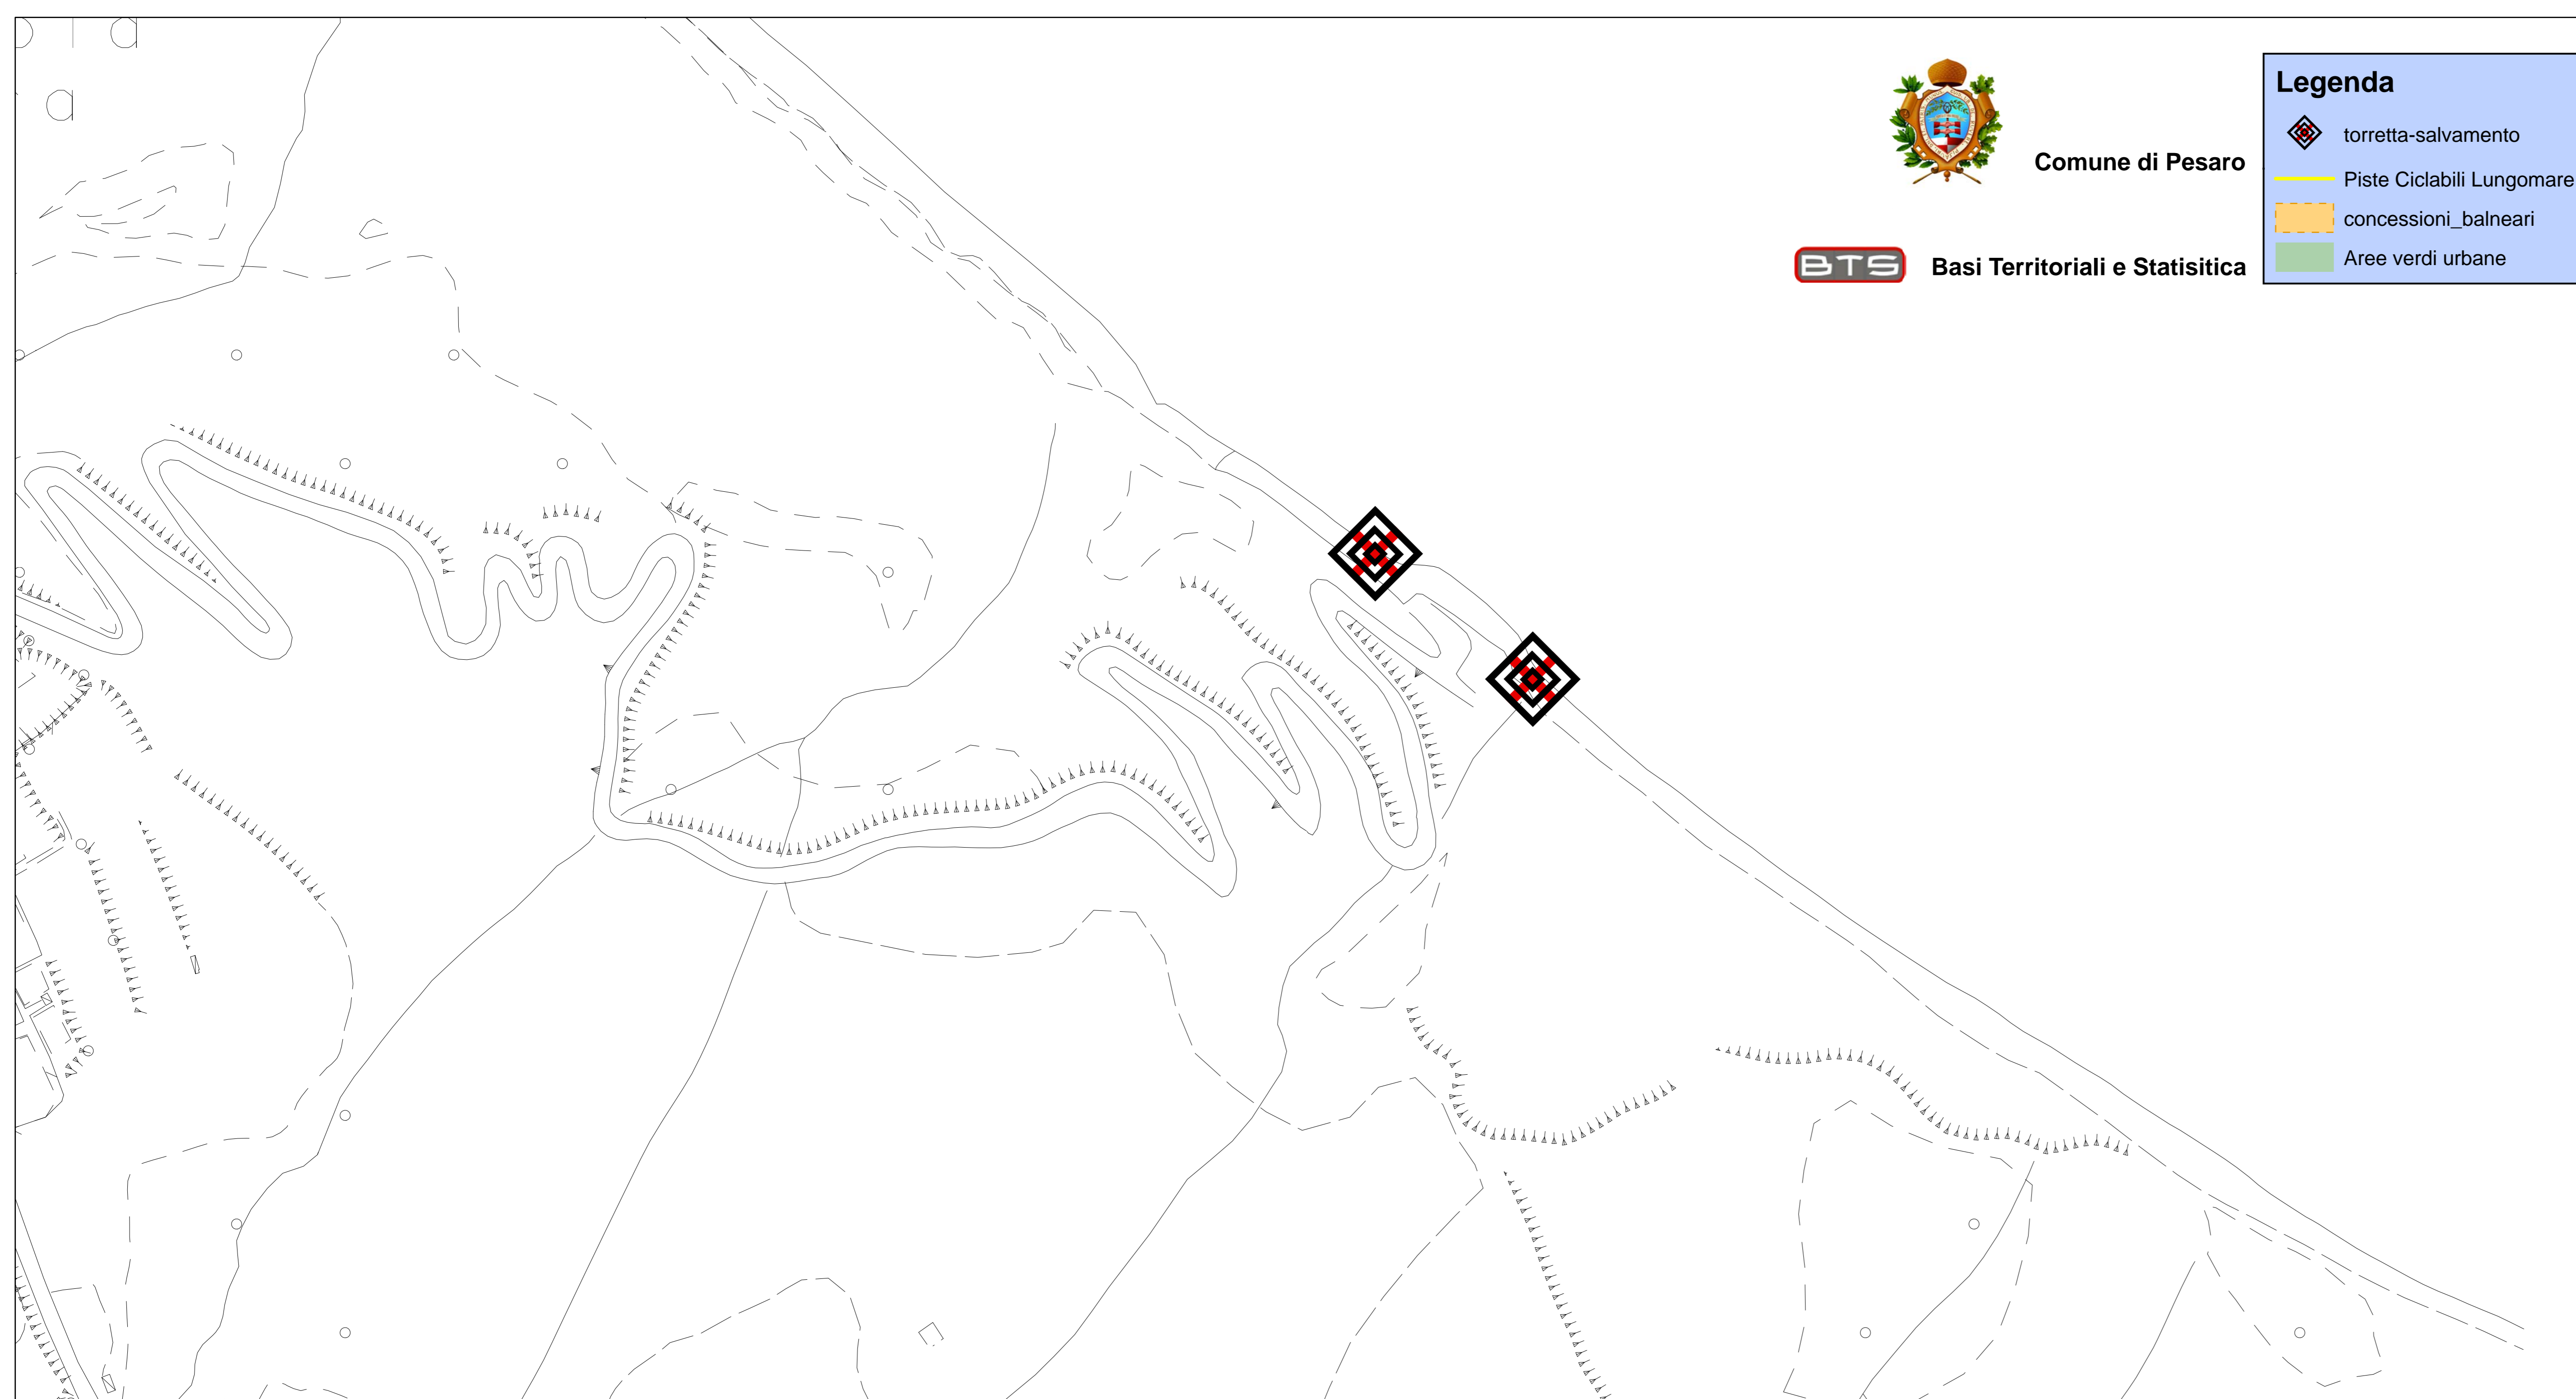 a
a
Comune di Pesaro
BTS
Basi Territoriali e Statisitica
Legenda
torretta-salvamento
Piste Ciclabili Lungomare
concessioni_balneari
Aree verdi urbane